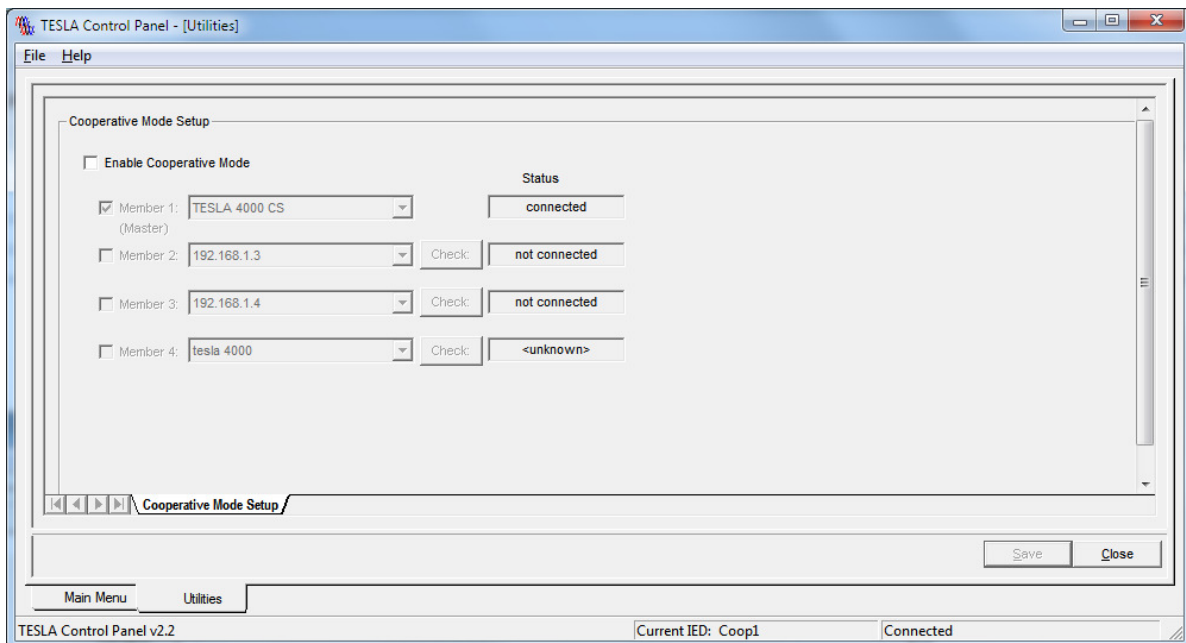 TESLA Control Panel - [Utilities]
File Help
Cooperative Mode Setup
Enable Cooperative Mode
Status
Member 1: TESLA 4000 CS connected
(Master)
Member 2: 192.168.1.3 Check: not connected
Member 3: 192.168.1.4 Check: not connected
Member 4: tesla 4000 Check: <unknown>
Cooperative Mode Setup
Save Close
Main Menu Utilities
TESLA Control Panel v2.2 Current IED: Coop1 Connected